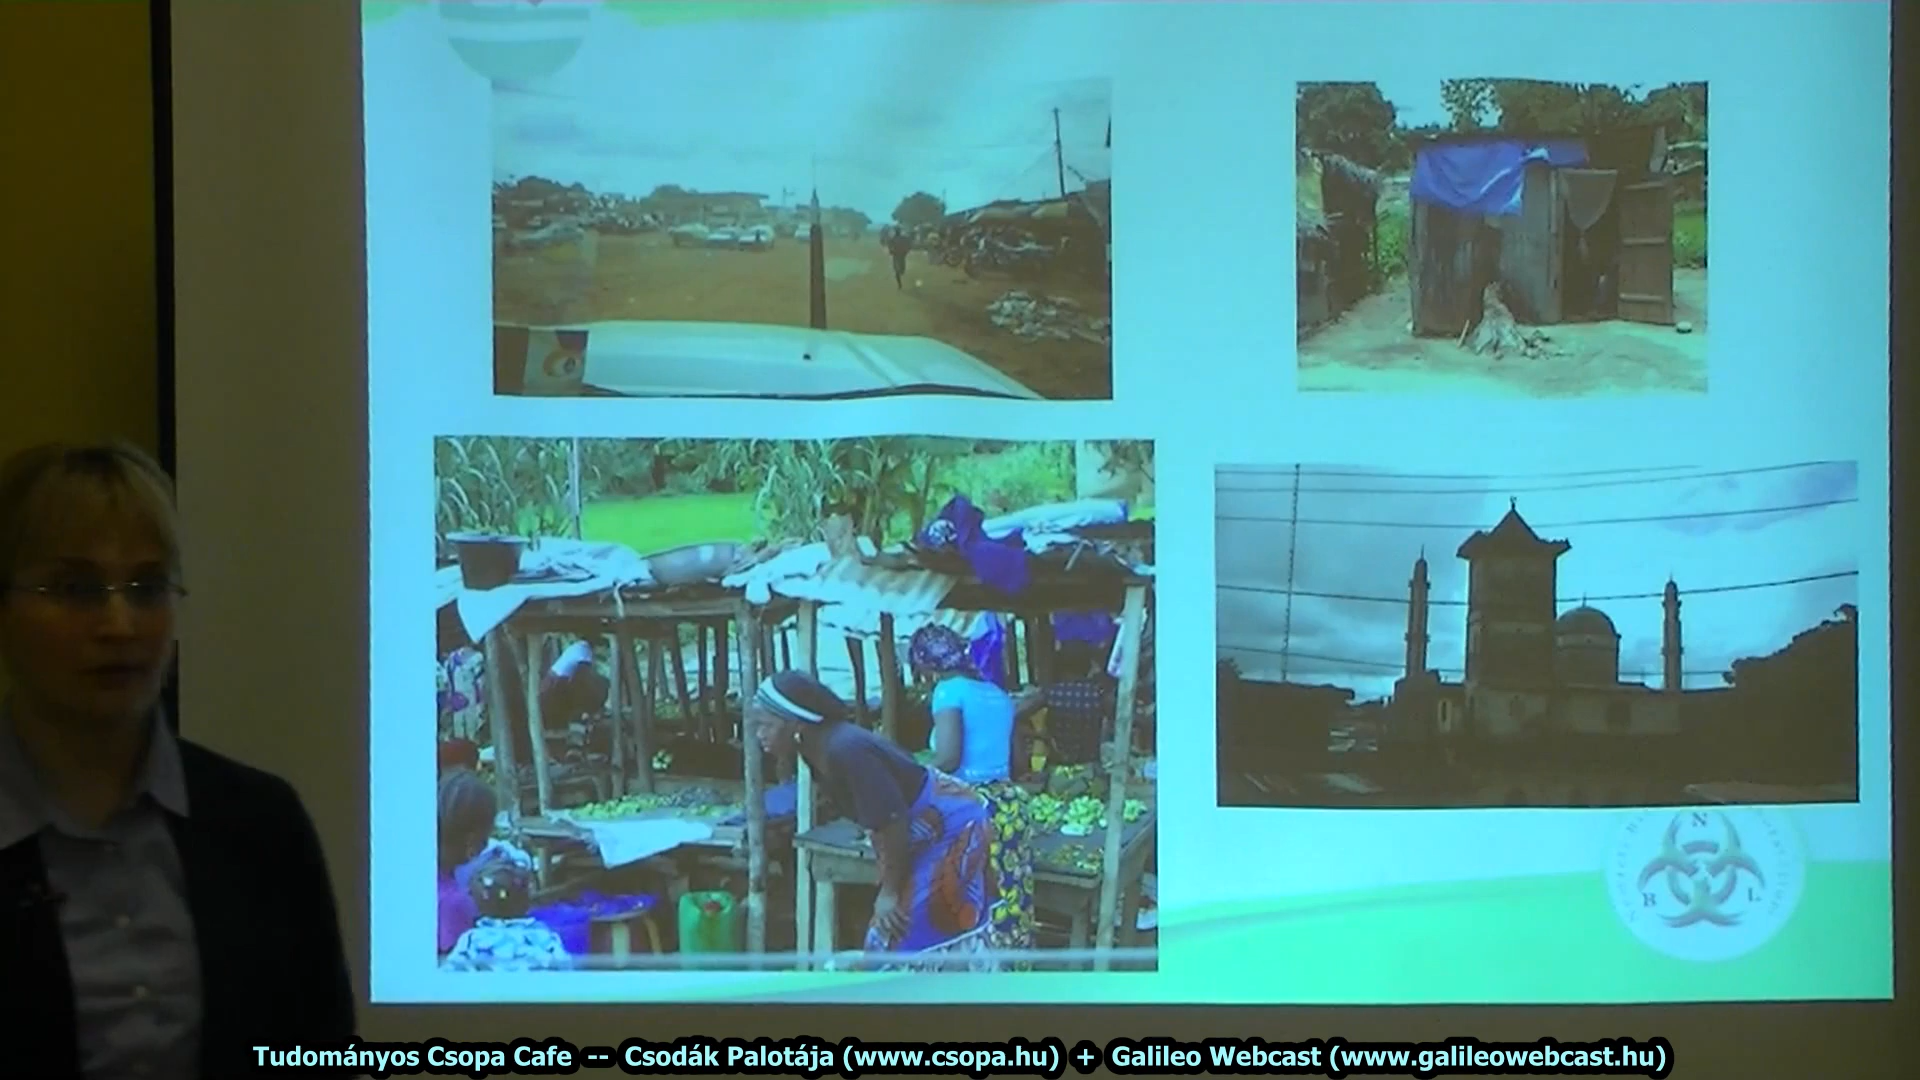 N
B
L
Tudományos Csopa Cafe -- Csodák Palotája (www.csopa.hu) + Galileo Webcast (www.galileowebcast.hu)